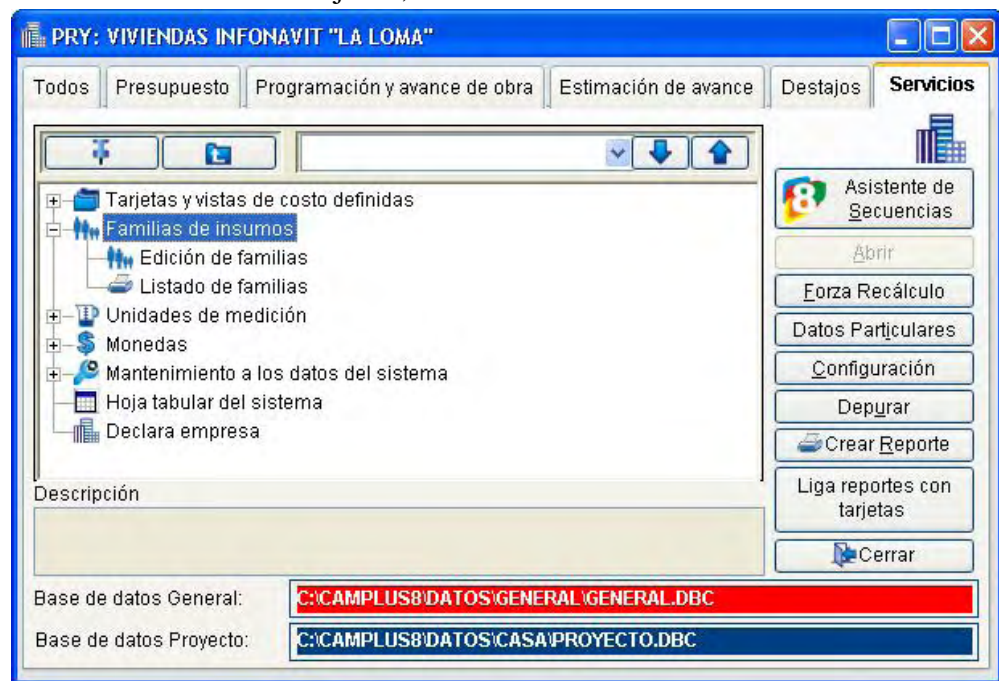 PRY: VIVIENDAS INFONAVIT "LA LOMA"
Todos Presupuesto Programación y avance de obra Estimación de avance Destajos Servicios
Tarjetas y vistas de costo definidas
Familias de insumos
Edición de familias
Listado de familias
Unidades de medición
Monedas
Mantenimiento a los datos del sistema
Hoja tabular del sistema
Declara empresa
Asistente de
Secuencias
Abrir
Forza Recálculo
Datos Particulares
Configuración
Depurar
Crear Reporte
Liga reportes con
tarjetas
Cerrar
Descripción
Base de datos General: C:\CAMPLUS8\DATOS\GENERAL\GENERAL.DBC
Base de datos Proyecto: C:\CAMPLUS8\DATOS\CASA\PROYECTO.DBC